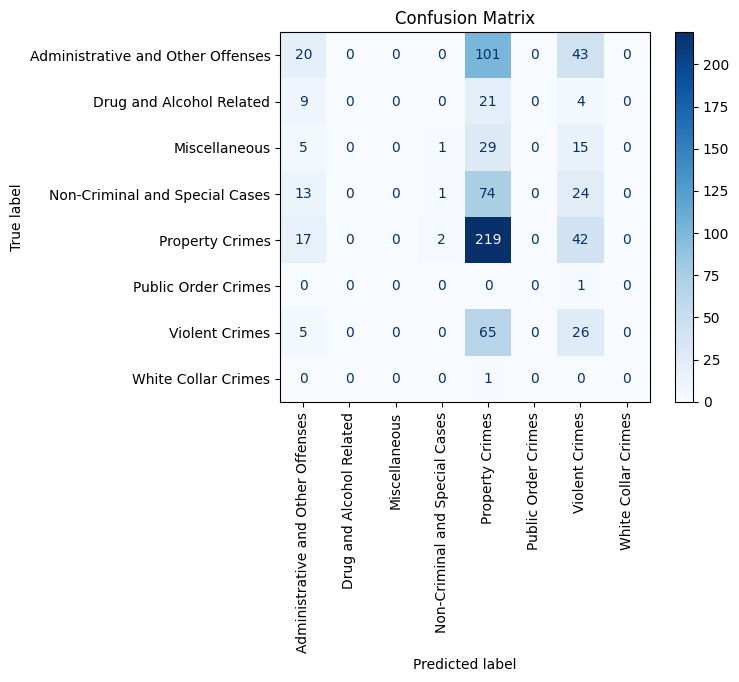 Confusion Matrix
True label
Administrative and Other Offenses 20 0 0 0 101 0 43 0
Drug and Alcohol Related 9 0 0 0 21 0 4 0
Miscellaneous 5 0 0 1 29 0 15 0
Non-Criminal and Special Cases 13 0 0 1 74 0 24 0
Property Crimes 17 0 0 2 219 0 42 0
Public Order Crimes 0 0 0 0 0 0 1 0
Violent Crimes 5 0 0 0 65 0 26 0
White Collar Crimes 0 0 0 0 1 0 0 0
Administrative and Other Offenses
Drug and Alcohol Related
Miscellaneous
Non-Criminal and Special Cases
Property Crimes
Public Order Crimes
Violent Crimes
White Collar Crimes
Predicted label
200
175
150
125
100
75
50
25
0